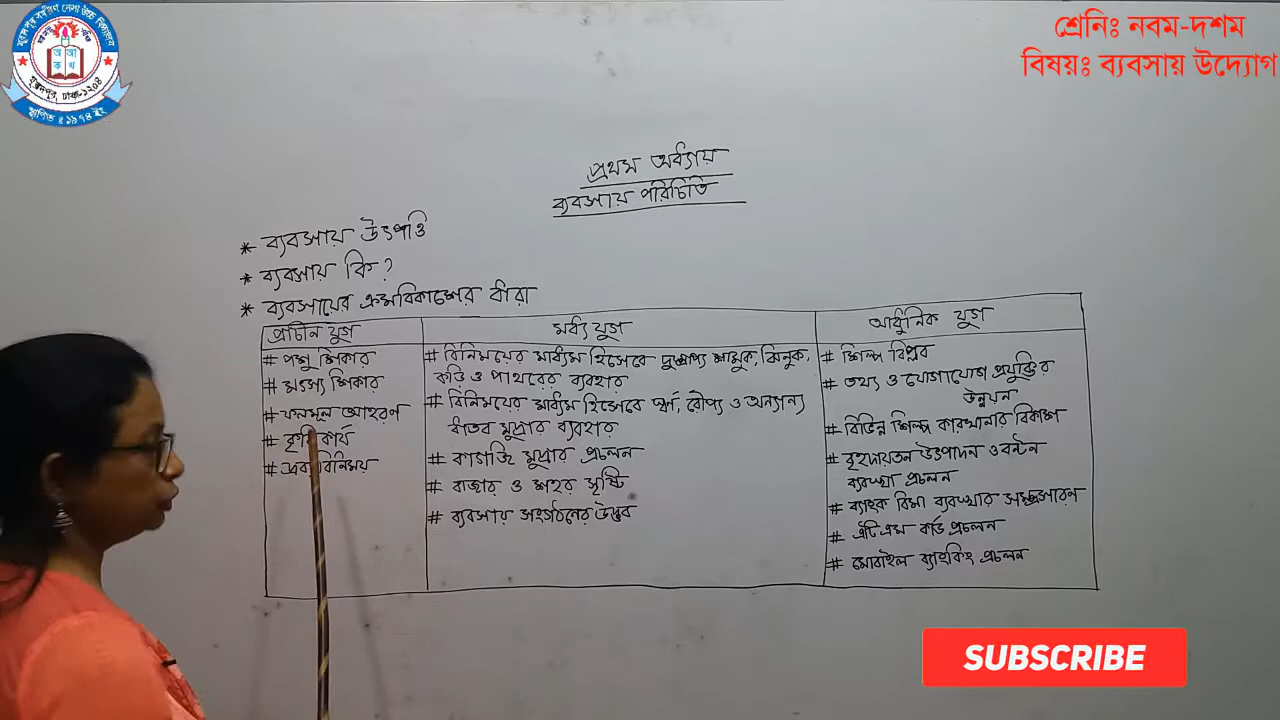 শ্রেনিঃ নবম-দশম
বিষয়ঃ ব্যবসায় উদ্যোগ
প্রথম অধ্যায়
ব্যবসায় পরিচিতি
* ব্যবসায় উৎপত্তি
* ব্যবসায় কি?
* ব্যবসায়ের ক্রমবিকাশের ধারা
প্রাচীন যুগ
# পশু শিকার
# মৎস্য শিকার
# ফলমূল আহরণ
# কৃষিকার্য
# দ্রব্য বিনিময়
মধ্য যুগ
# বিনিময়ের মাধ্যম হিসেবে দুষ্প্রাপ্য শামুক, ঝিনুক,
কড়ি ও পাথরের ব্যবহার
# বিনিময়ের মাধ্যম হিসেবে স্বর্ণ, রৌপ্য ও অন্যান্য
ধাতব মুদ্রার ব্যবহার
# কাগজি মুদ্রার প্রচলন
# বাজার ও শহর সৃষ্টি
# ব্যবসায় সংগঠনের উদ্ভব
আধুনিক যুগ
# শিল্প বিপ্লব
# তথ্য ও যোগাযোগ প্রযুক্তির
উন্নয়ন
# বিভিন্ন শিল্প কারখানার বিকাশ
# বৃহদায়তন উৎপাদন ও বন্টন
ব্যবস্থা প্রচলন
# ব্যাংক বিমা ব্যবস্থার সম্প্রসারন
# এটিএম কার্ড প্রচলন
# মোবাইল ব্যাংকিং প্রচলন
SUBSCRIBE